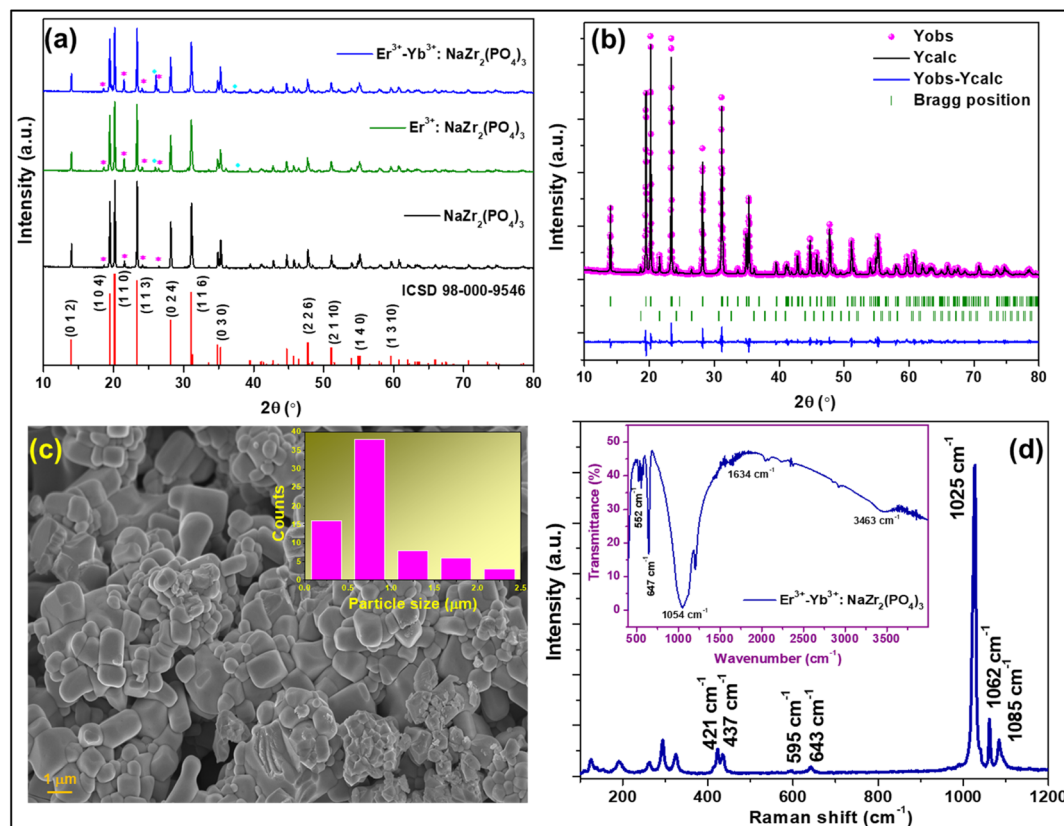 (a)
Er³⁺-Yb³⁺: NaZr₂(PO₄)₃
Er³⁺: NaZr₂(PO₄)₃
NaZr₂(PO₄)₃
ICSD 98-000-9546
(0 1 2)
(1 0 4)
(1 1 0)
(1 1 3)
(0 2 4)
(1 1 6)
(0 3 0)
(2 2 6)
(2 1 10)
(1 4 0)
(1 3 10)
Intensity (a.u.)
10 20 30 40 50 60 70 80
2θ (°)
(b)
Yobs
Ycalc
Yobs-Ycalc
Bragg position
Intensity (a.u.)
10 20 30 40 50 60 70 80
2θ (°)
(c)
40
35
30
25
20
15
10
5
0
Counts
0.0 0.5 1.0 1.5 2.0 2.5
Particle size (μm)
1 μm
(d)
Intensity (a.u.)
50
40
30
20
10
0
Transmittance (%)
552 cm⁻¹
647 cm⁻¹
1054 cm⁻¹
1634 cm⁻¹
3463 cm⁻¹
Er³⁺-Yb³⁺: NaZr₂(PO₄)₃
500 1000 1500 2000 2500 3000 3500
Wavenumber (cm⁻¹)
421 cm⁻¹
437 cm⁻¹
595 cm⁻¹
643 cm⁻¹
1025 cm⁻¹
1062 cm⁻¹
1085 cm⁻¹
200 400 600 800 1000 1200
Raman shift (cm⁻¹)